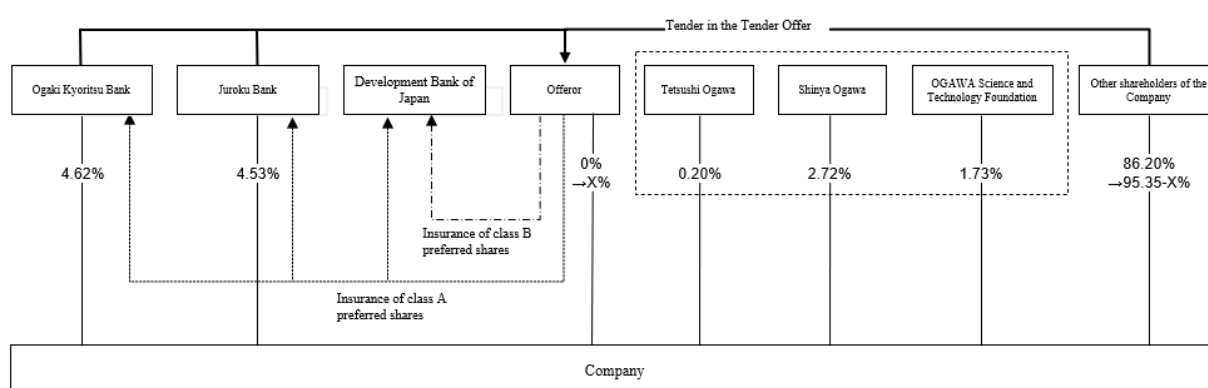 Tender in the Tender Offer
Ogaki Kyoritsu Bank
Juroku Bank
Development Bank of
Japan
Offeror
Tetsushi Ogawa
Shinya Ogawa
OGAWA Science and
Technology Foundation
Other shareholders of the
Company
4.62%
4.53%
0%
→X%
0.20%
2.72%
1.73%
86.20%
→95.35-X%
Insurance of class B
preferred shares
Insurance of class A
preferred shares
Company